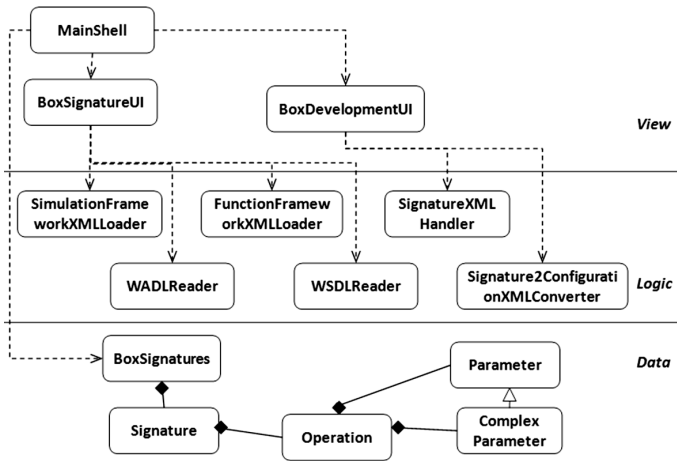 MainShell
BoxSignatureUI
BoxDevelopmentUI
View
SimulationFrame
workXMLLoader
FunctionFramew
orkXMLLoader
SignatureXML
Handler
WADLReader
WSDLReader
Signature2Configurati
onXMLConverter
Logic
BoxSignatures
Parameter
Data
Signature
Operation
Complex
Parameter